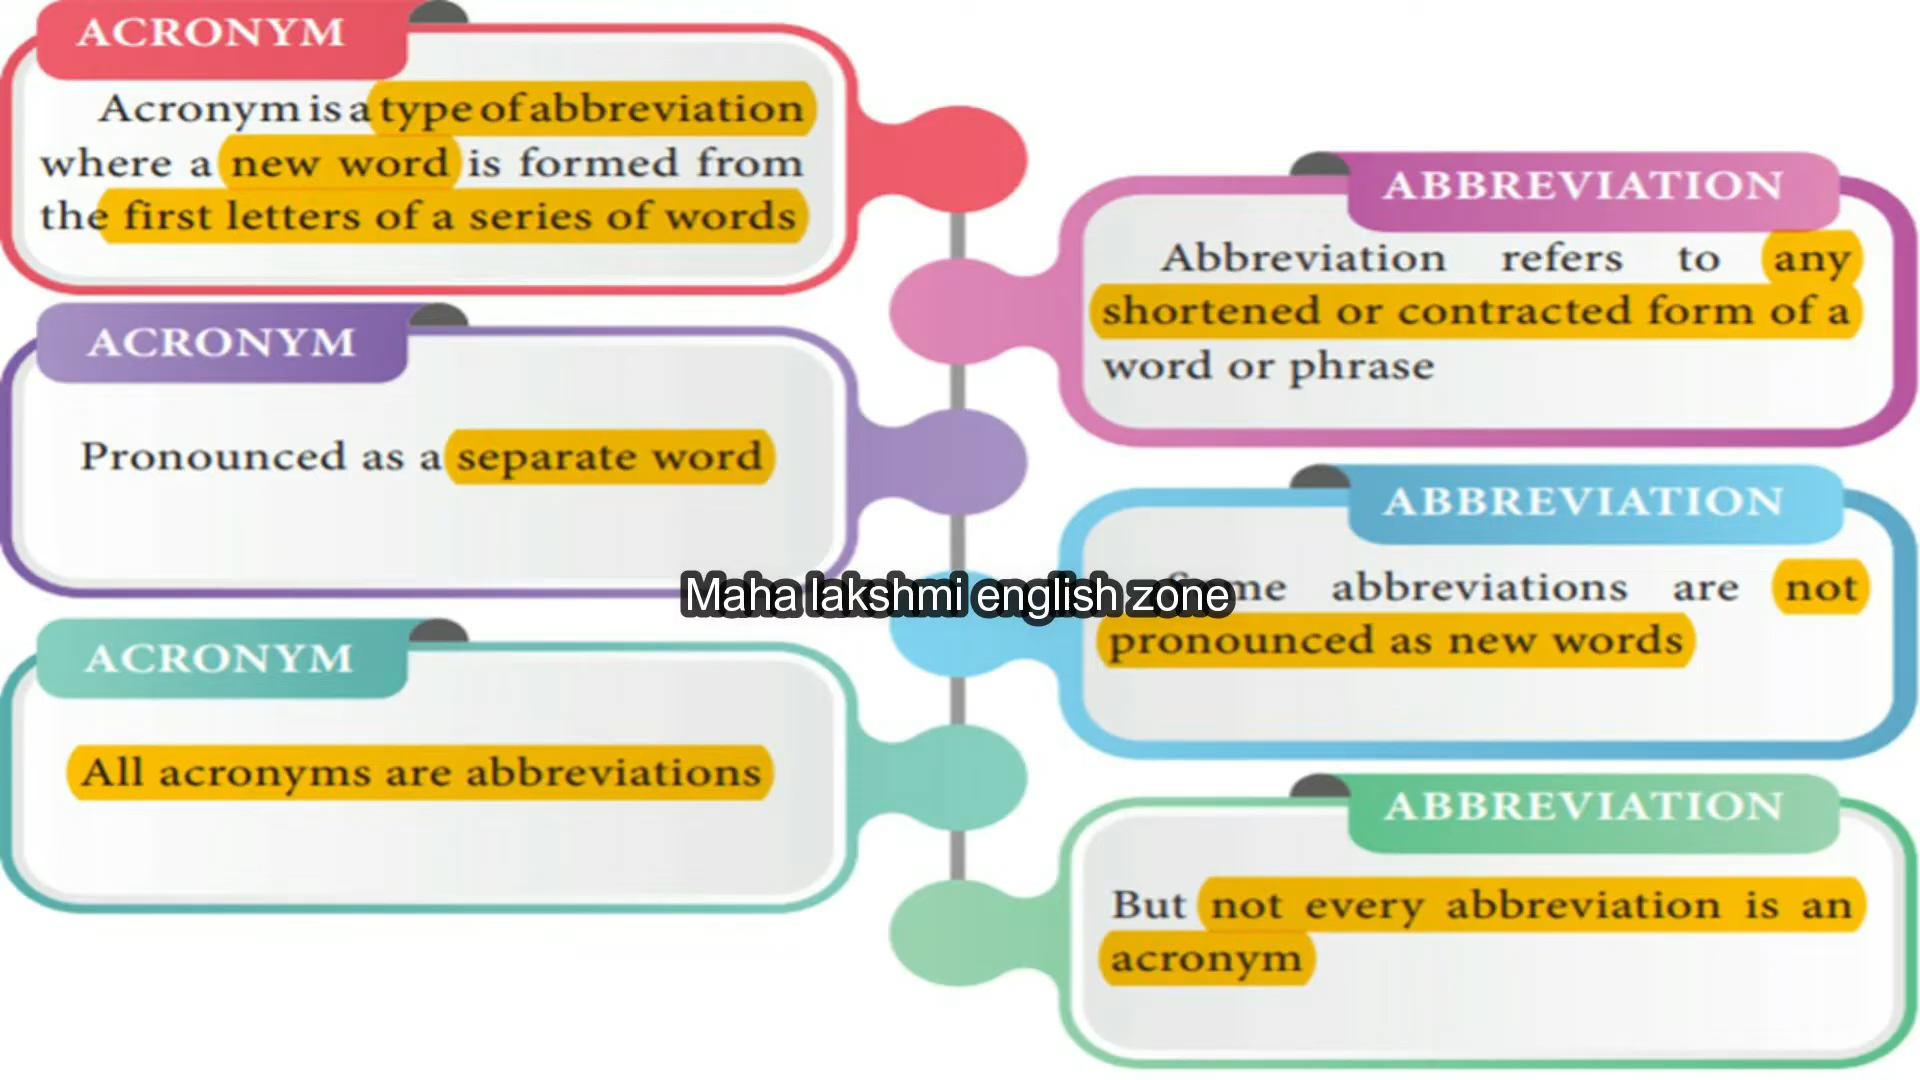 ACRONYM
Acronym is a type of abbreviation
where a new word is formed from
the first letters of a series of words
ABBREVIATION
Abbreviation refers to any
shortened or contracted form of a
word or phrase
ACRONYM
Pronounced as a separate word
ABBREVIATION
Some abbreviations are not
pronounced as new words
Maha lakshmi english zone
ACRONYM
All acronyms are abbreviations
ABBREVIATION
But not every abbreviation is an
acronym